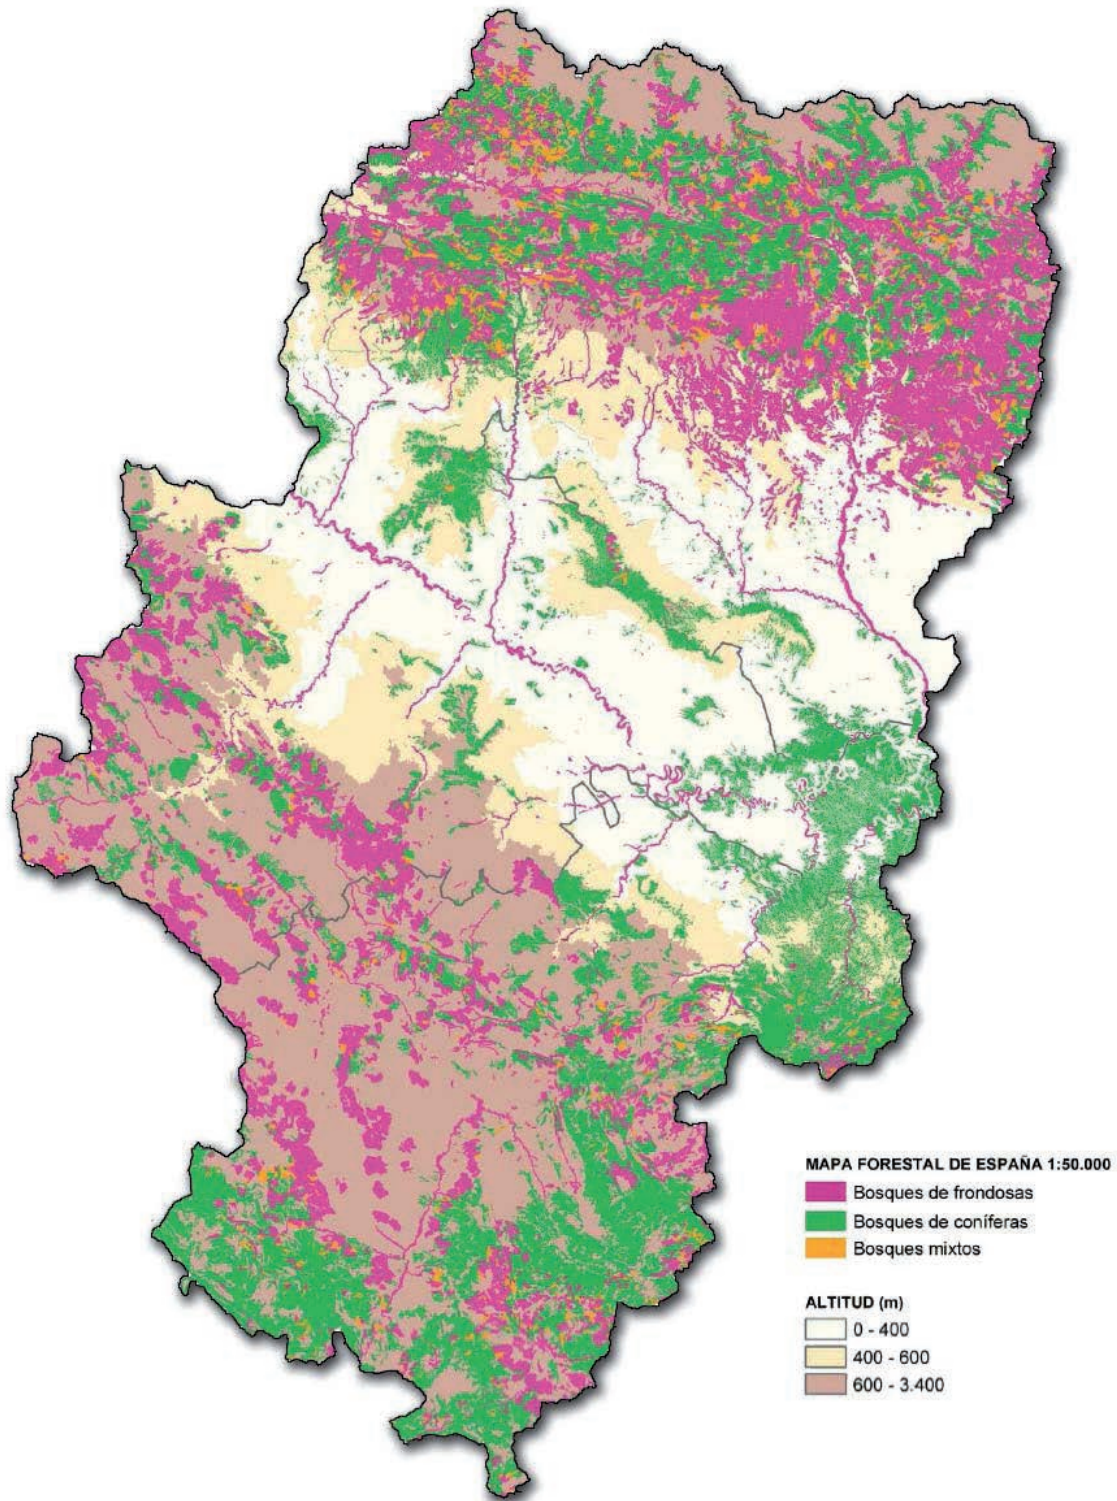 MAPA FORESTAL DE ESPAÑA 1:50.000
Bosques de frondosas
Bosques de coníferas
Bosques mixtos
ALTITUD (m)
0 - 400
400 - 600
600 - 3.400